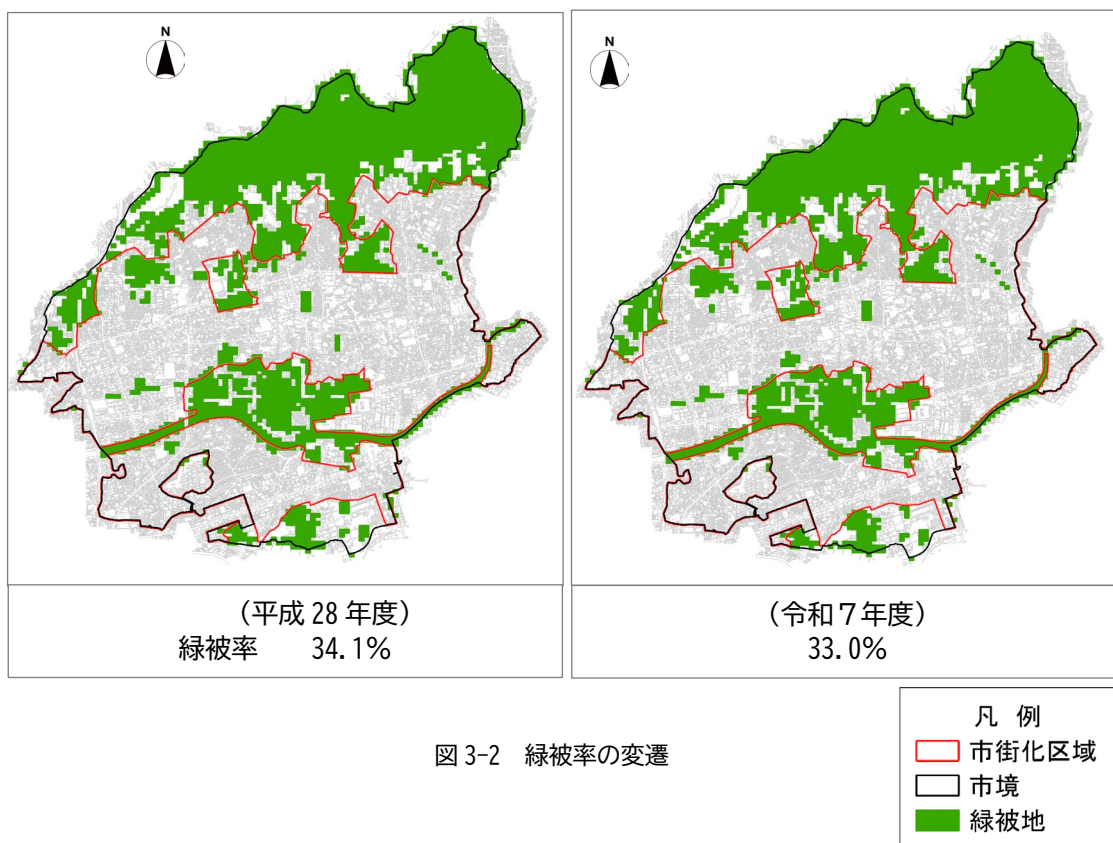 N
N
(平成 28 年度)
緑被率 34.1%
(令和７年度)
33.0%
図 3-2 緑被率の変遷
凡 例
市街化区域
市境
緑被地